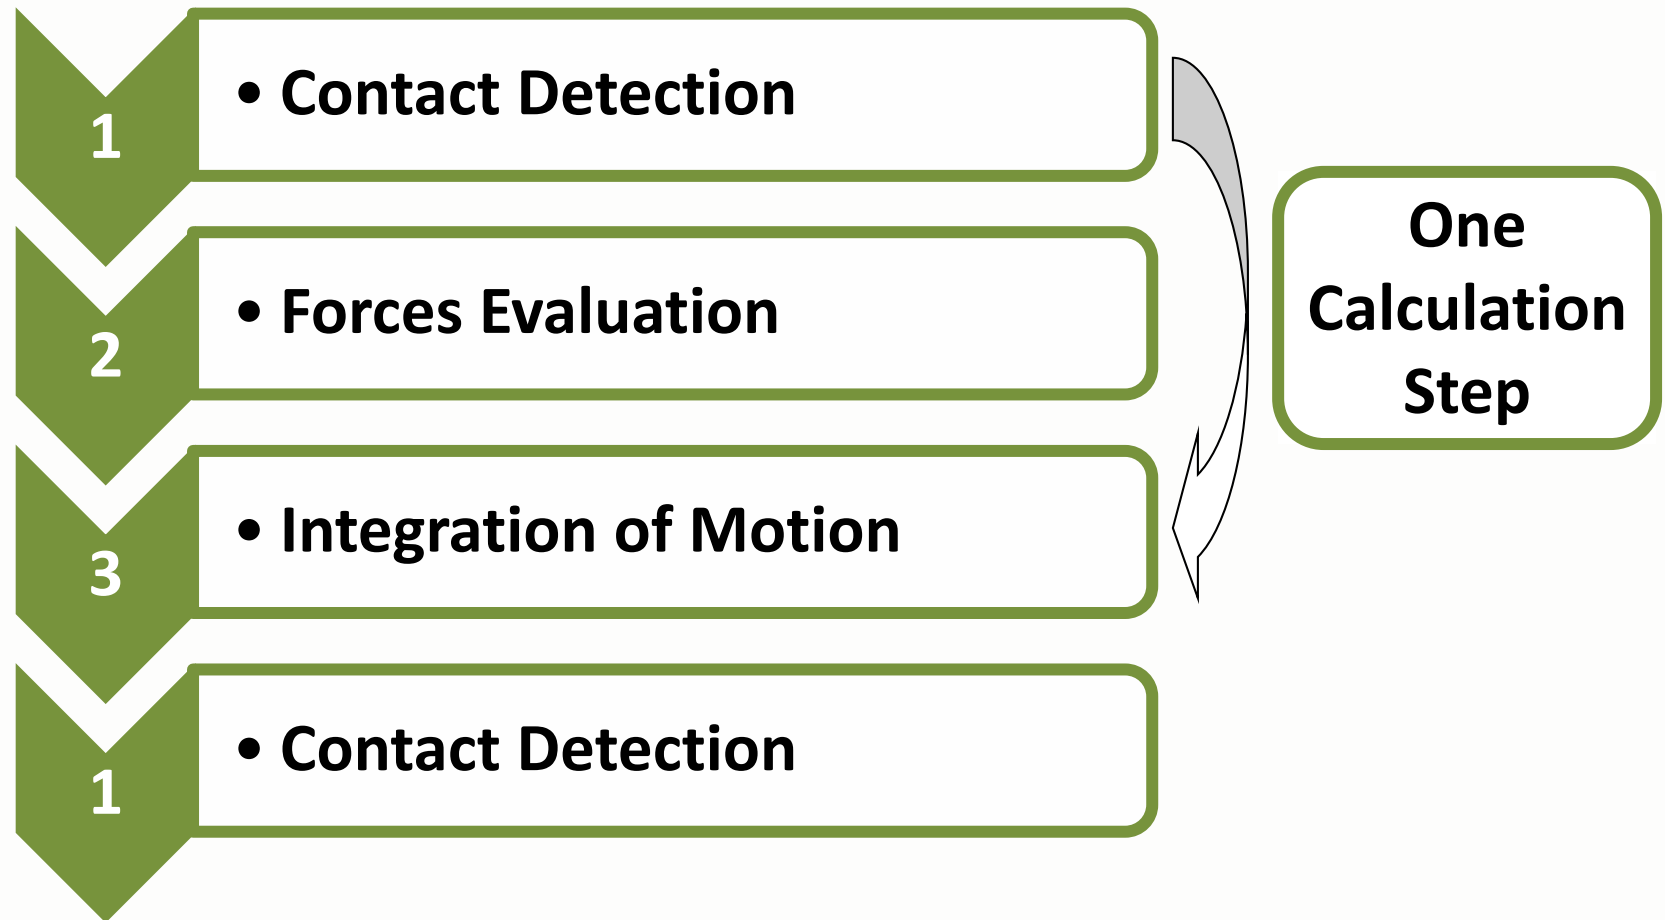 1
• Contact Detection
2
• Forces Evaluation
3
• Integration of Motion
1
• Contact Detection
One
Calculation
Step